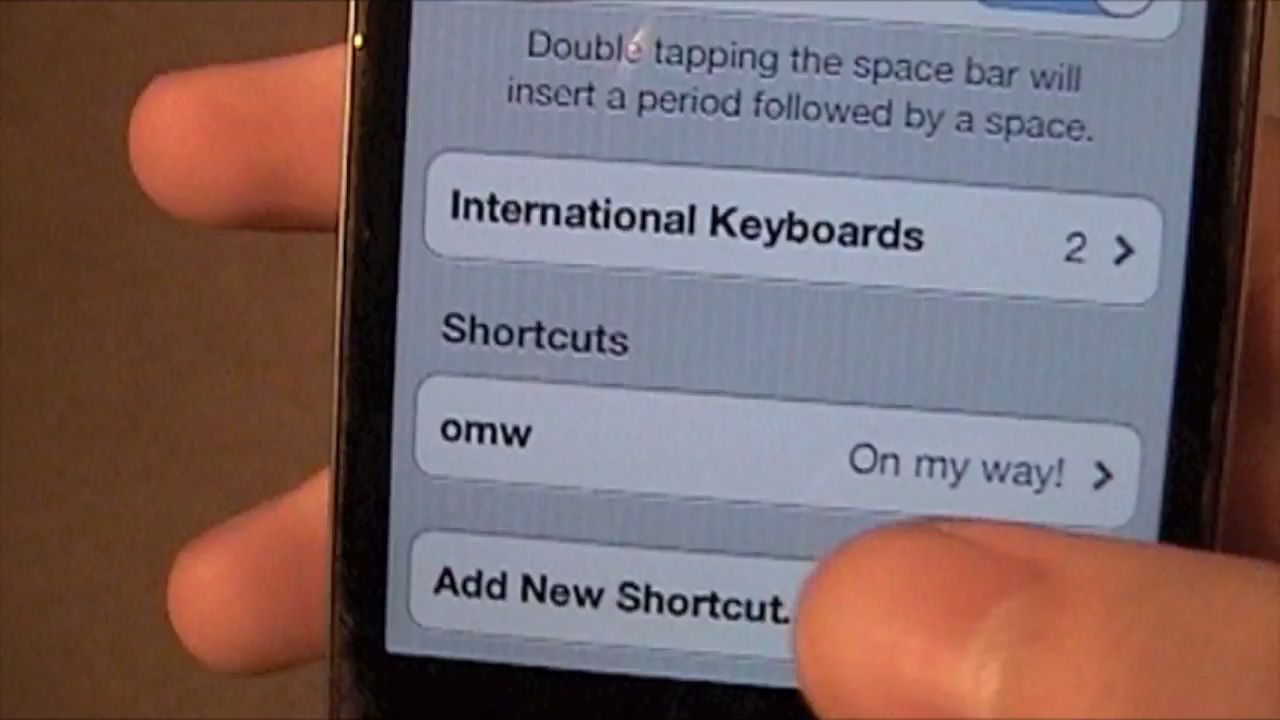 Double tapping the space bar will
insert a period followed by a space.
International Keyboards 2
Shortcuts
omw On my way!
Add New Shortcut.